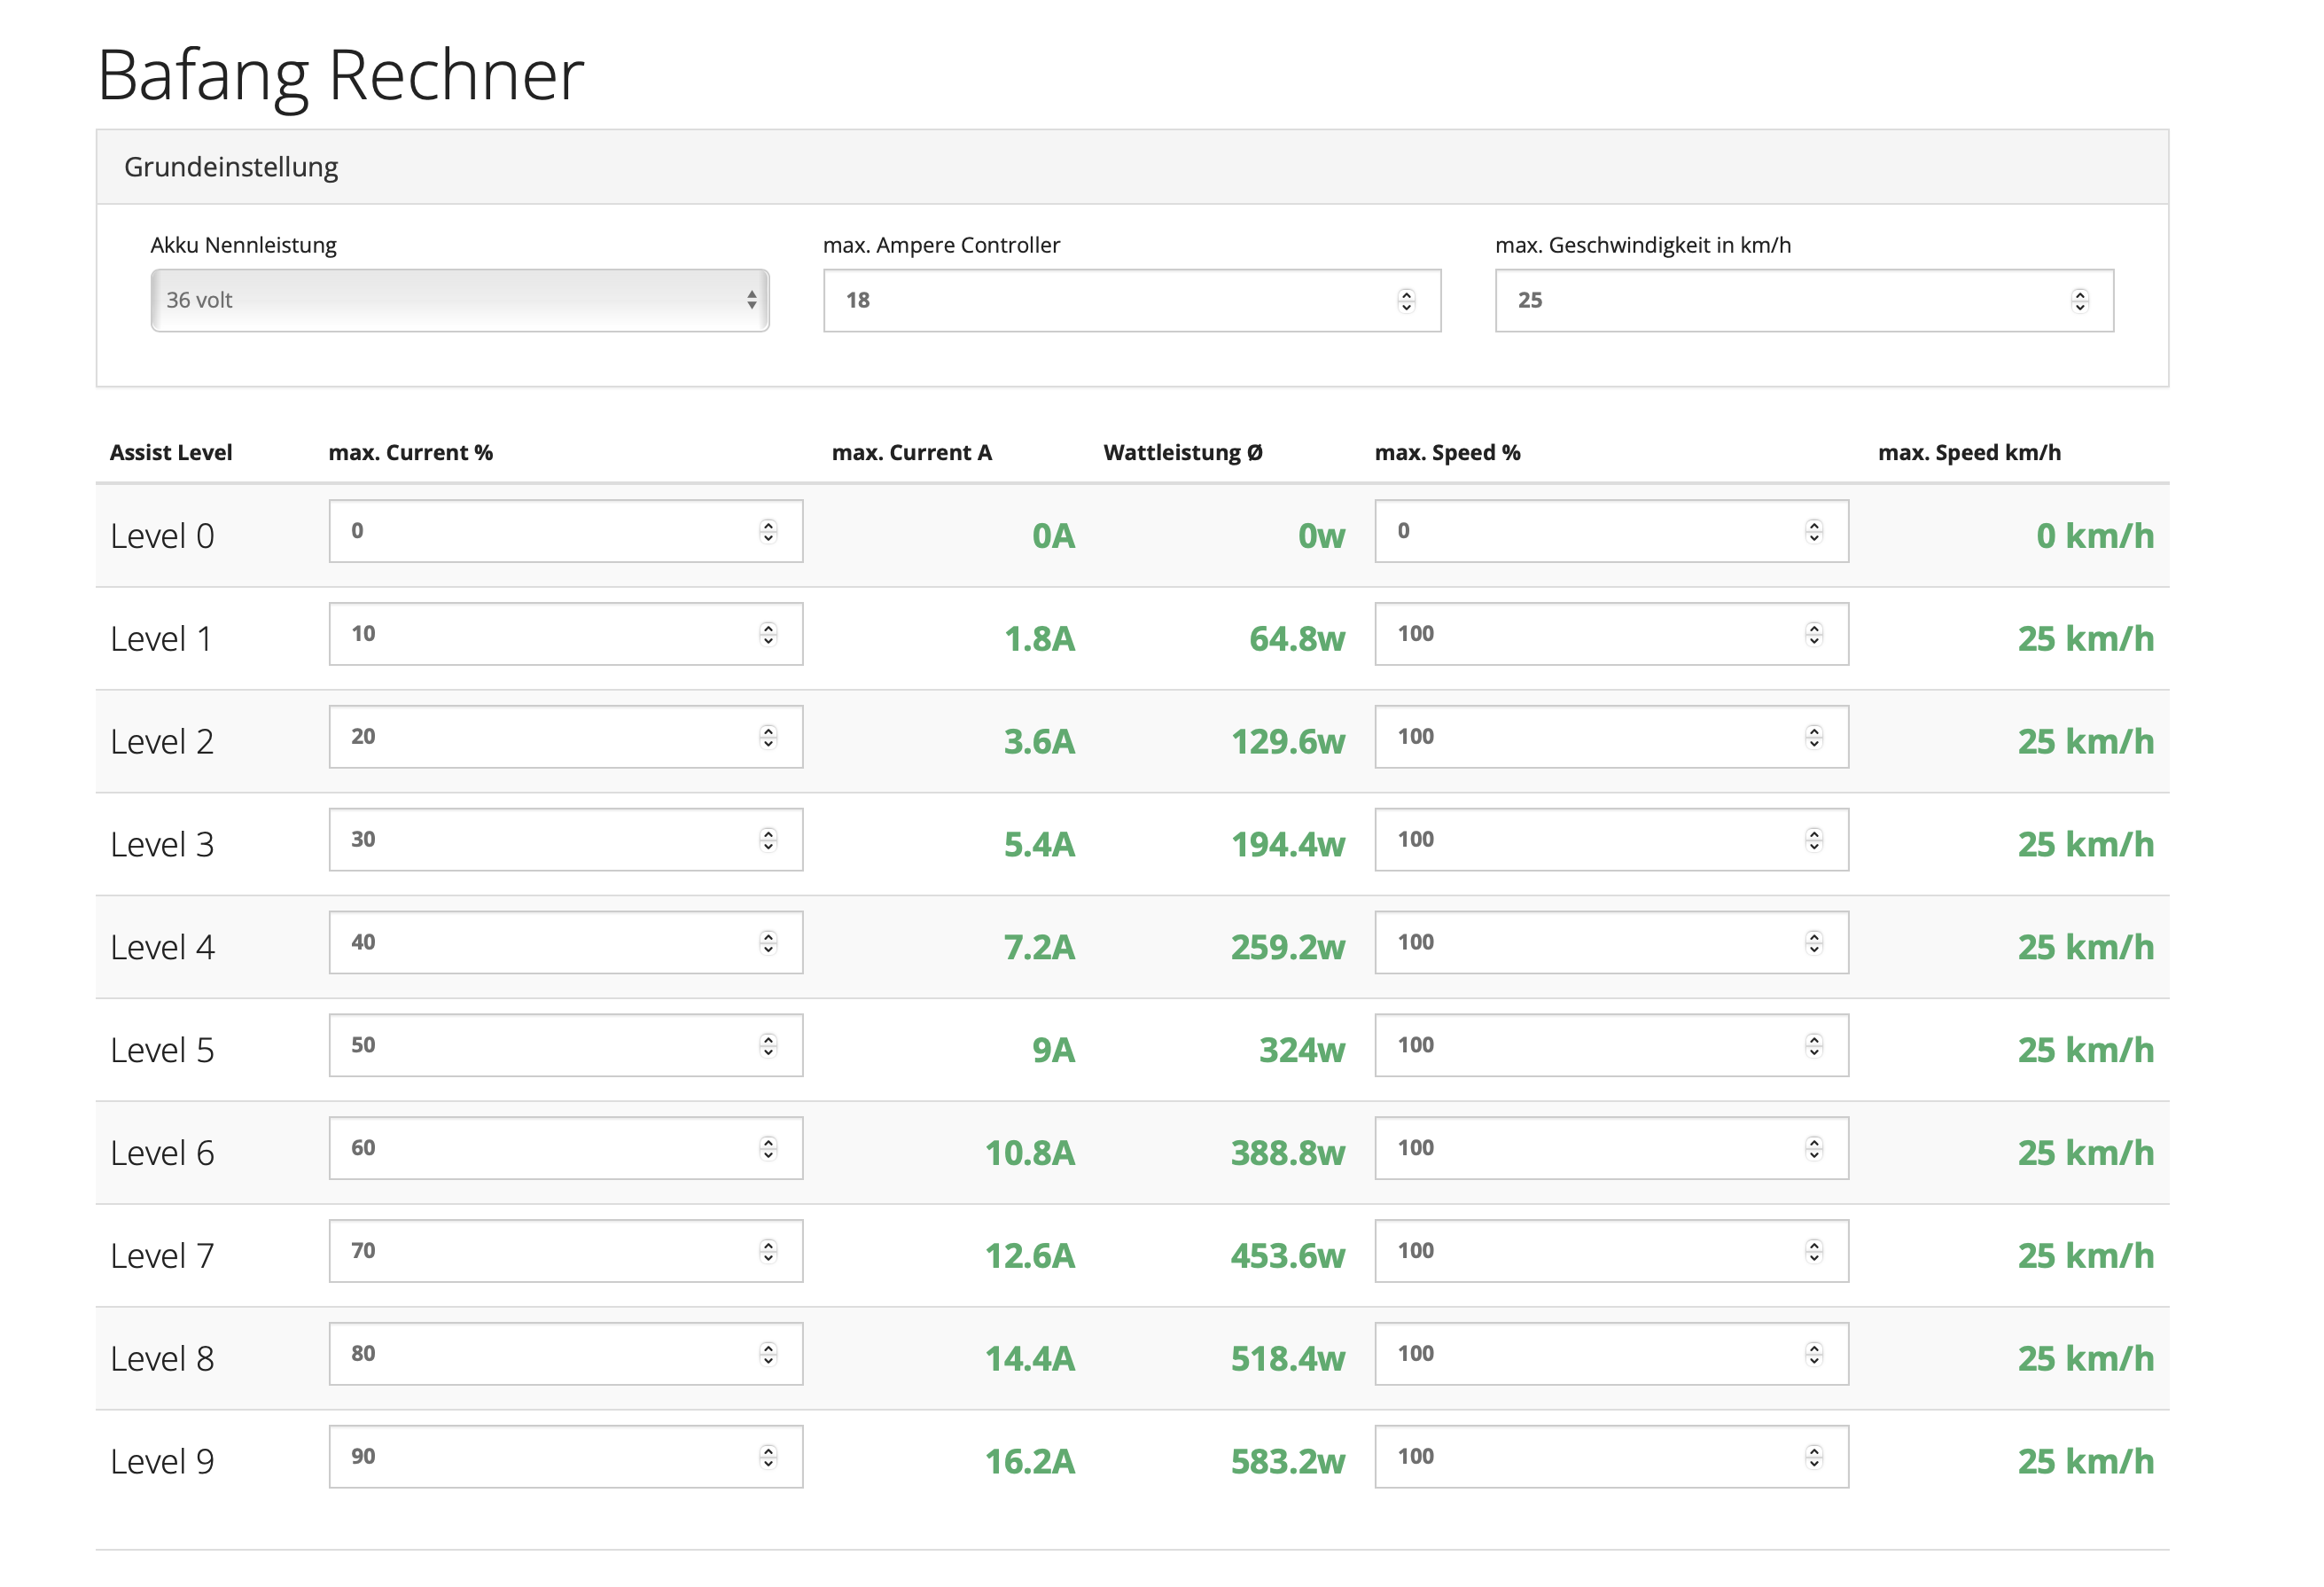 Bafang Rechner
Grundeinstellung
Akku Nennleistung max. Ampere Controller max. Geschwindigkeit in km/h
36 volt 18 25
Assist Level max. Current % max. Current A Wattleistung Ø max. Speed % max. Speed km/h
Level 0 0 0A 0w 0 0 km/h
Level 1 10 1.8A 64.8w 100 25 km/h
Level 2 20 3.6A 129.6w 100 25 km/h
Level 3 30 5.4A 194.4w 100 25 km/h
Level 4 40 7.2A 259.2w 100 25 km/h
Level 5 50 9A 324w 100 25 km/h
Level 6 60 10.8A 388.8w 100 25 km/h
Level 7 70 12.6A 453.6w 100 25 km/h
Level 8 80 14.4A 518.4w 100 25 km/h
Level 9 90 16.2A 583.2w 100 25 km/h